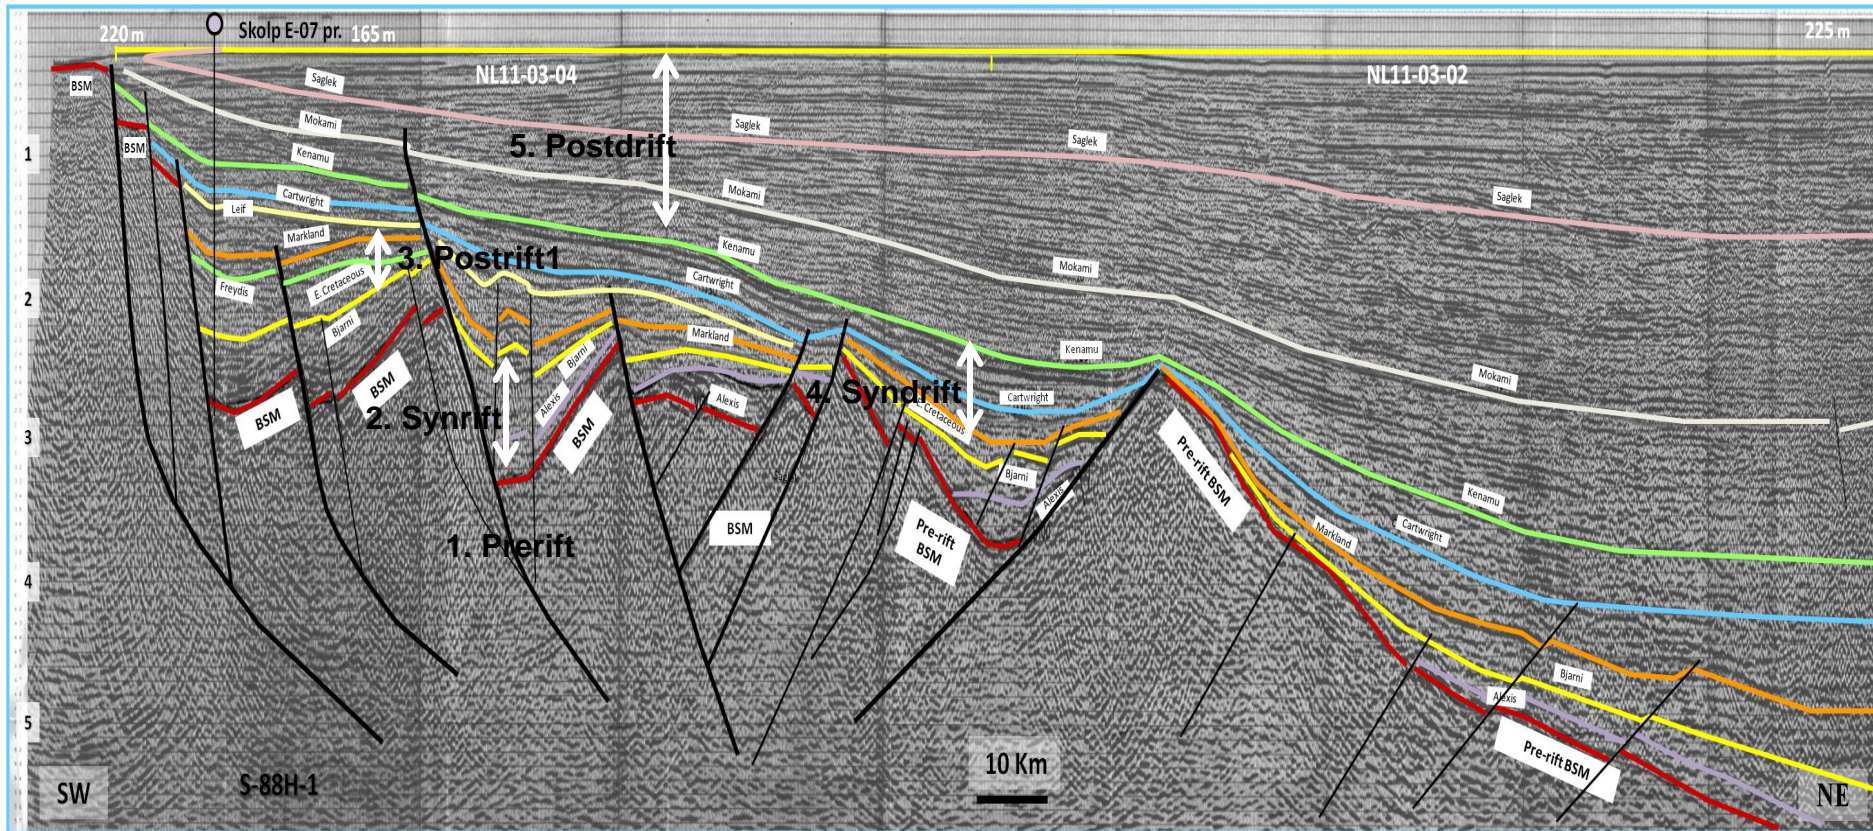 Skolp E-07 pr.
220 m
165 m
225 m
NL11-03-04
NL11-03-02
BSM
Saglek
Mokami
BSM
Kenamu
Cartwright
Leif
Markland
E. Cretaceous
Freydis
Bjarni
BSM
BSM
Saglek
5. Postdrift
Saglek
Saglek
Mokami
Mokami
Mokami
Kenamu
3. Postrift1
Cartwright
Markland
Kenamu
Bjarni
Alexis
BSM
2. Synrift
Alexis
4. Syndrift
Cartwright
E. Cretaceous
Bjarni
Alexis
Saglek
BSM
Pre-rift
BSM
1. Prerift
Pre-rift BSM
Kenamu
Cartwright
Markland
Bjarni
Alexis
Pre-rift BSM
1
2
3
4
5
10 Km
S-88H-1
SW
NE